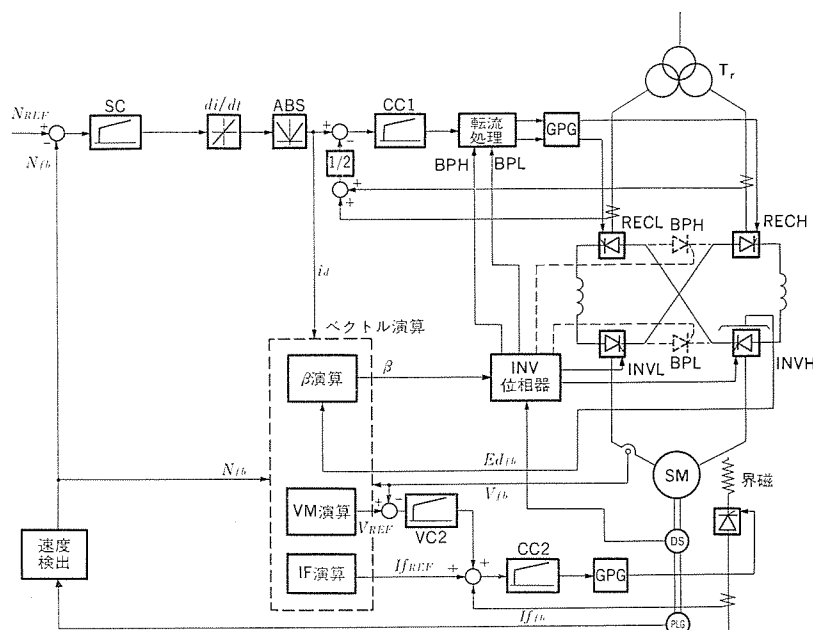 T_r
N_REF
SC
di/dt
ABS
CC1
転流
処理
GPG
N_fb
1/2
BPH
BPL
RECL
BPH
RECH
i_d
ベクトル演算
β演算
β
INV
位相器
INVL
BPL
INVH
Ed_fb
N_fb
V_fb
SM
界磁
VM演算
V_REF
VC2
速度
検出
DS
IF演算
If_REF
CC2
GPG
If_fb
PLG
+
-
+
-
+
+
+
-
+
+
-